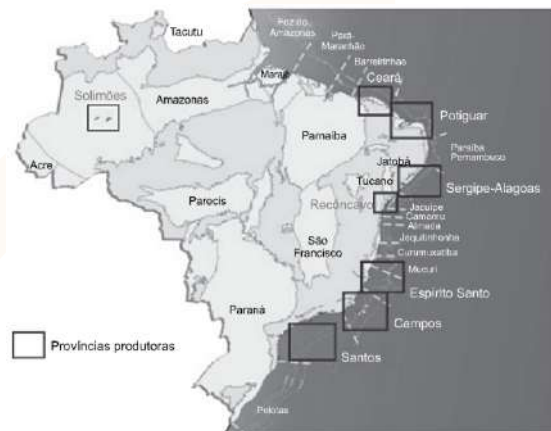 Tacutu
Foz do
Amazonas
Pará-
Maranhão
Barreirinhas
Ceará
Marajó
Solimões
Amazonas
Parnaíba
Potiguar
Paraíba
Pernambuco
Acre
Jatobá
Tucano
Sergipe-Alagoas
Parecis
Recôncavo
Jacuípe
Camamu
Almada
São
Francisco
Jequitinhonha
Cumuruxatiba
Mucuri
Espírito Santo
Paraná
Campos
Províncias produtoras
Santos
Pelotas